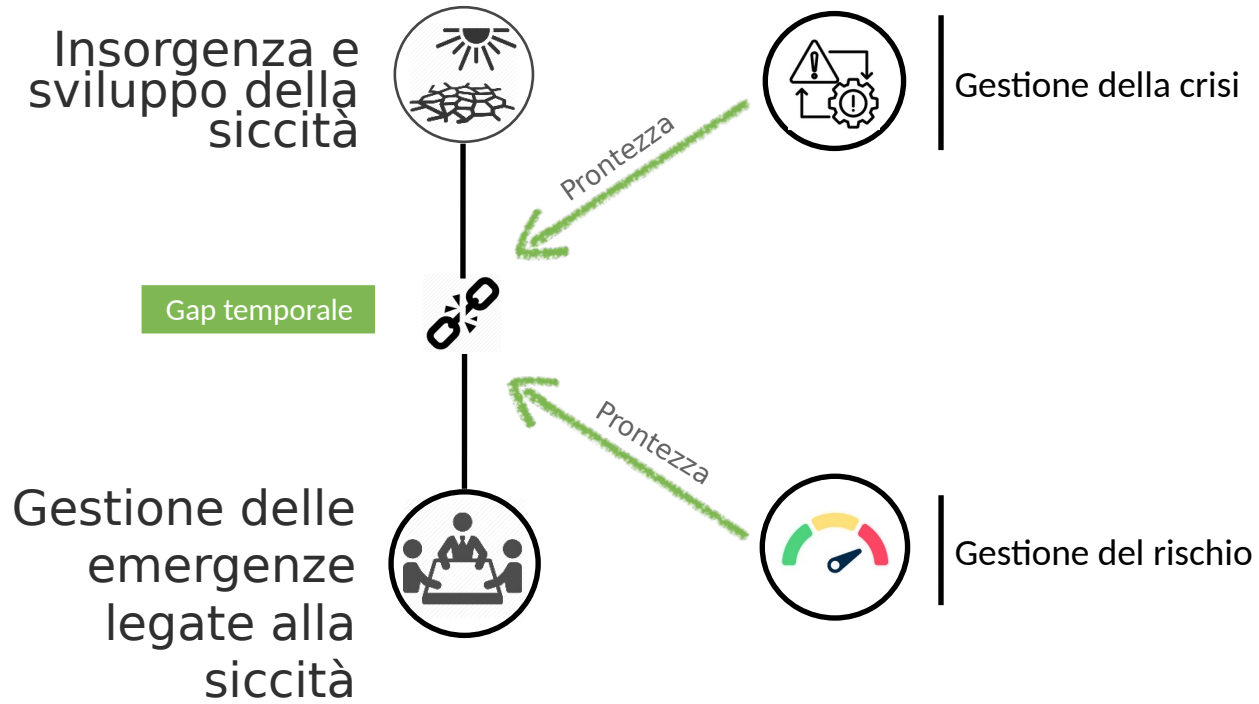 Insorgenza e
sviluppo della
siccità
Gestione della crisi
Prontezza
Gap temporale
Prontezza
Gestione delle
emergenze
legate alla
siccità
Gestione del rischio